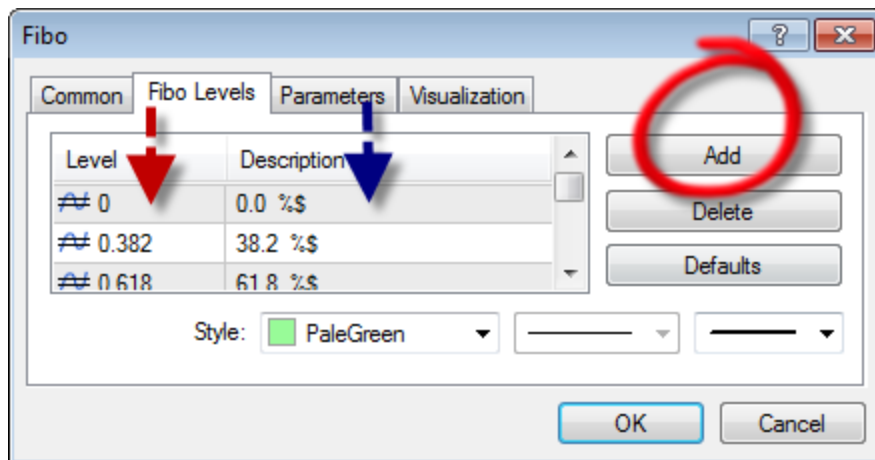 Fibo
Common Fibo Levels Parameters Visualization
Level Description
0 0.0 %$
0.382 38.2 %$
0.618 61.8 %$
Add
Delete
Defaults
Style: PaleGreen
OK Cancel